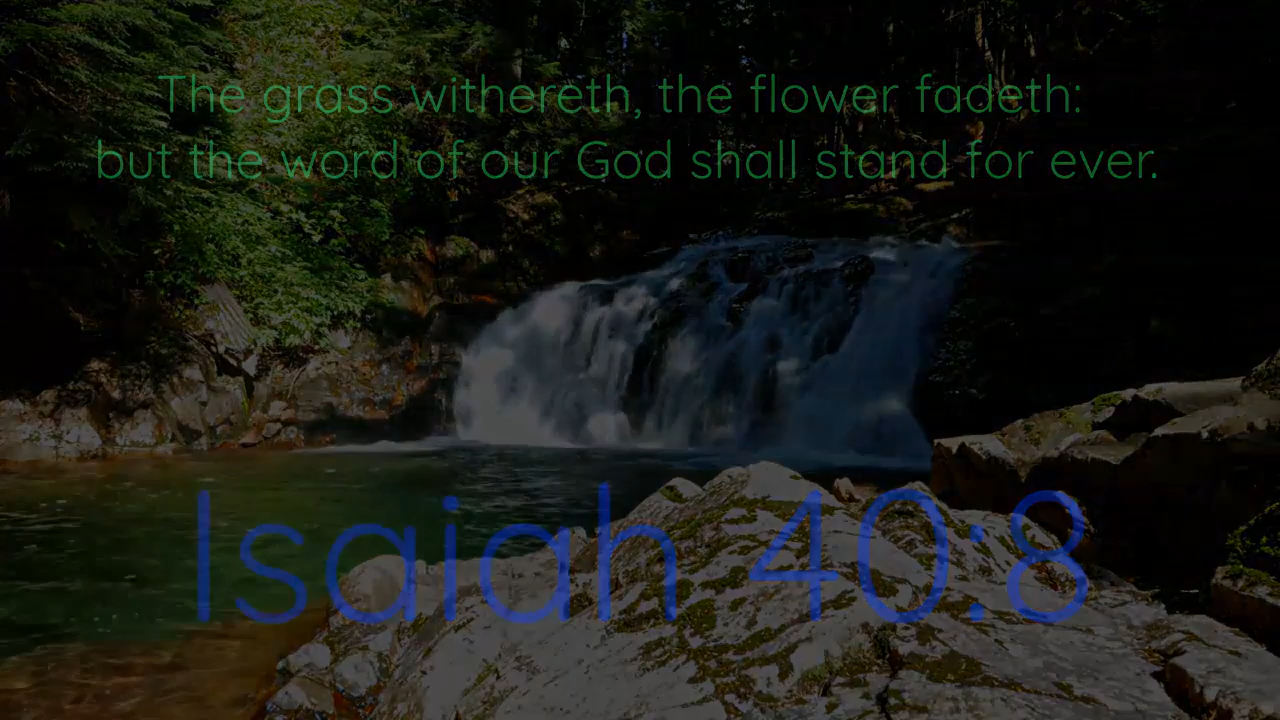 The grass withereth, the flower fadeth:
but the word of our God shall stand for ever.
Isaiah 40:8